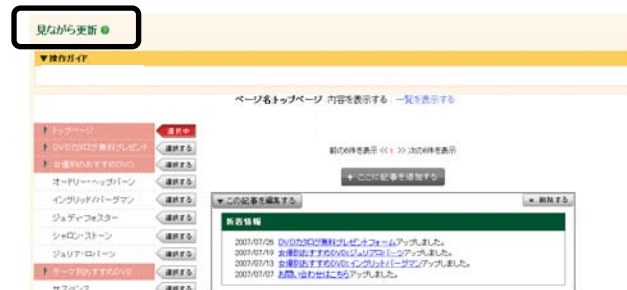 見ながら更新
▼操作ガイド
ページ名トップページ 内容を表示する 一覧を表示する
トップページ 選択中
DVDカタログ無料プレゼント 選択する
女優別おすすめDVD 選択する
オードリー・ヘップバーン 選択する
イングリッド・バーグマン 選択する
ジョディ・フォスター 選択する
シャロン・ストーン 選択する
ジュリア・ロバーツ 選択する
テーマ別おすすめDVD 選択する
サスペンス 選択する
前の6件を表示 <<1 >> 次の6件を表示
+ ここに記事を追加する
▼この記事を編集する × 削除する
新着情報
2007/07/26 DVDカタログ無料プレゼントフォームアップしました。
2007/07/19 女優別おすすめDVD:ジュリアロバーツアップしました。
2007/07/13 女優別おすすめDVD:イングリットバーグマンアップしました。
2007/07/07 お問い合わせはこちらアップしました。